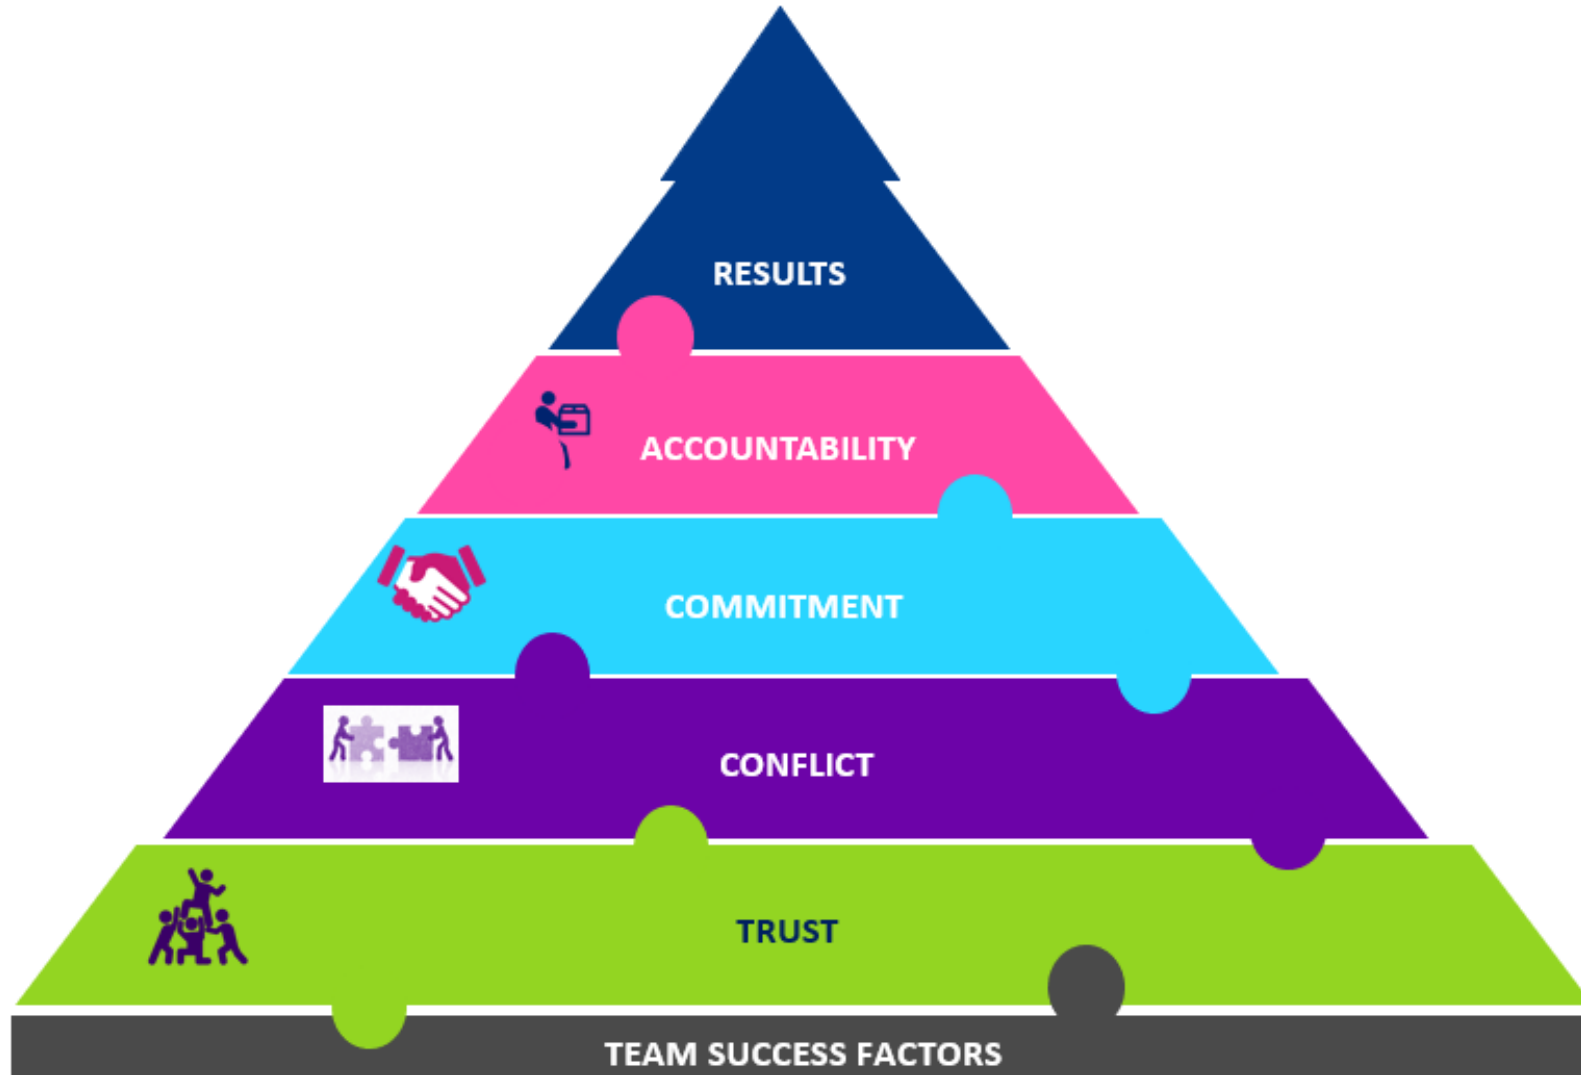 RESULTS
ACCOUNTABILITY
COMMITMENT
CONFLICT
TRUST
TEAM SUCCESS FACTORS